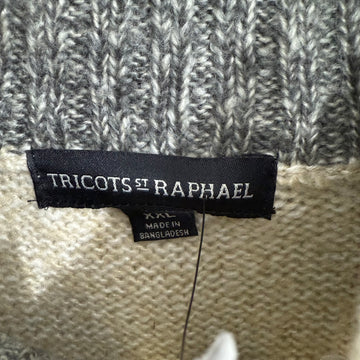 TRICOTS ST RAPHAEL
XXL
MADE IN
BANGLADESH